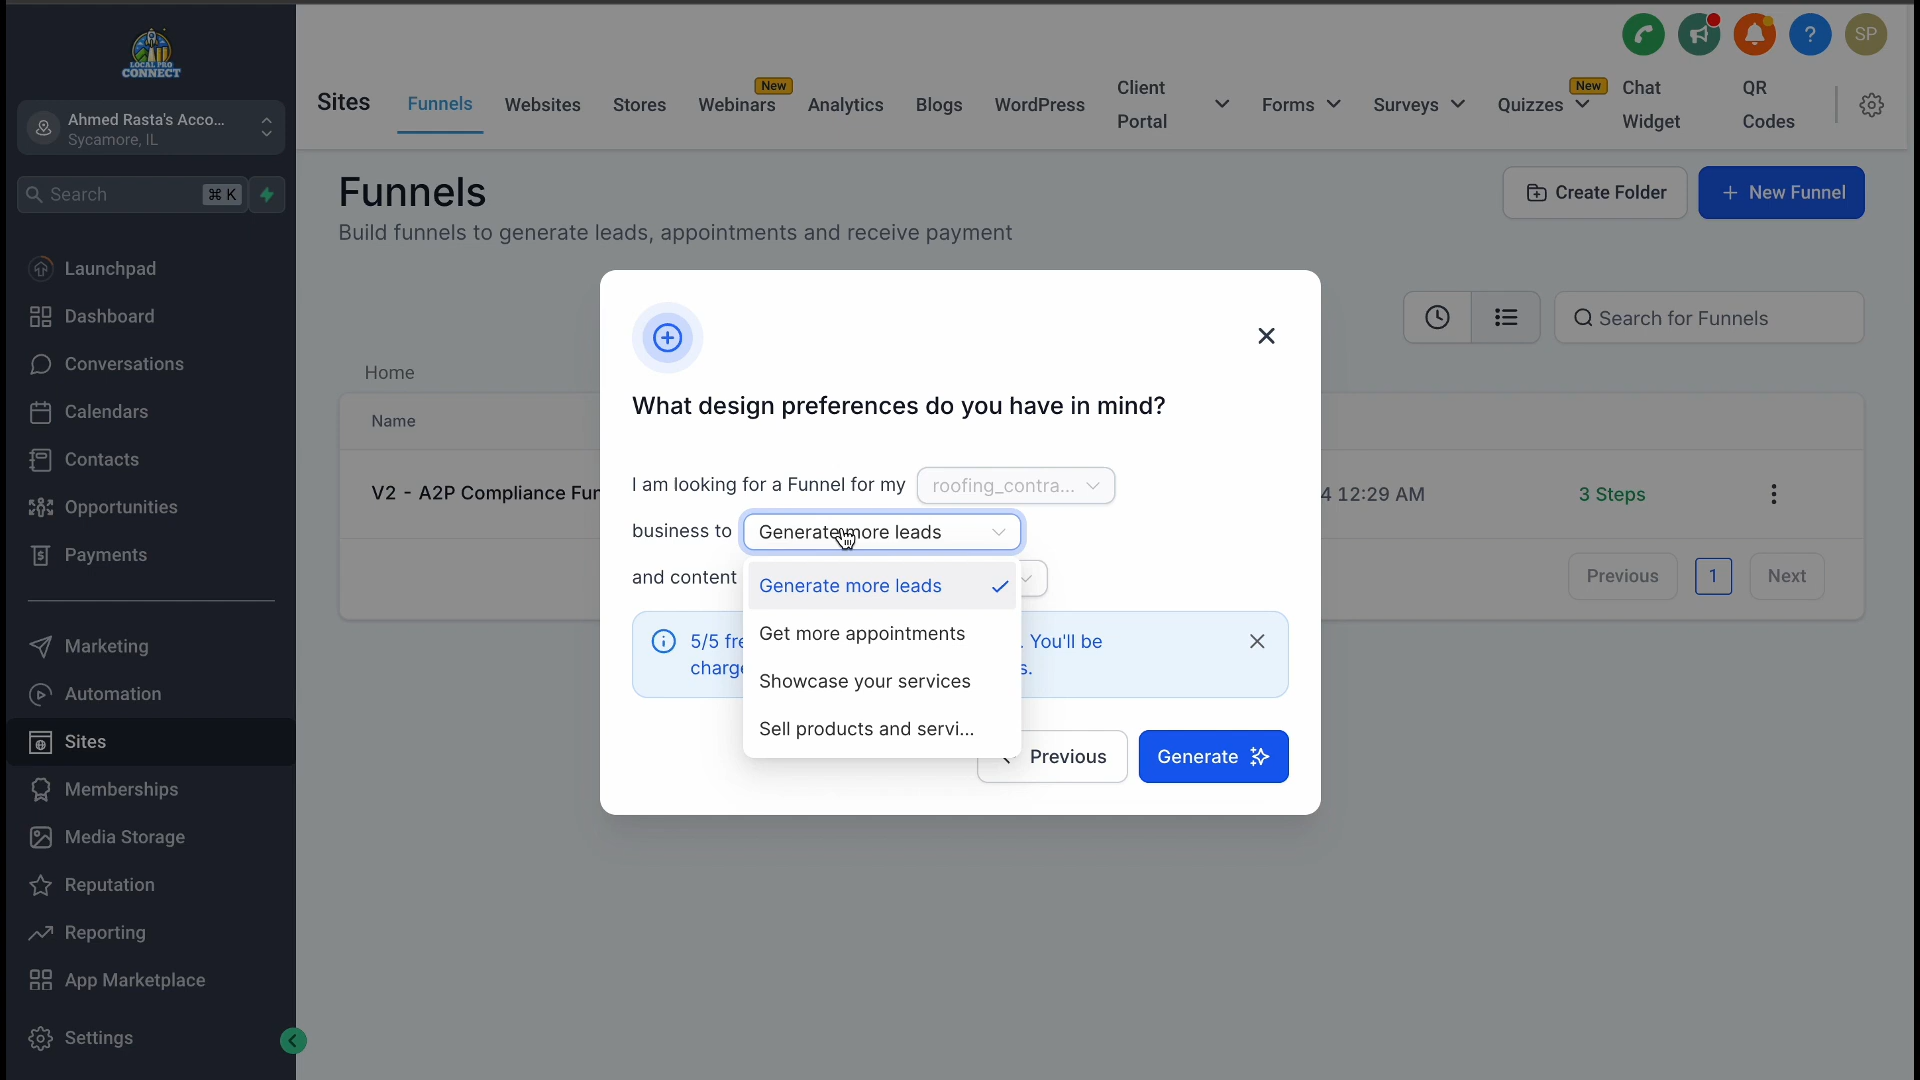 LOCAL PRO
CONNECT
Ahmed Rasta's Acco...
Sycamore, IL
Search ⌘ K
Launchpad
Dashboard
Conversations
Calendars
Contacts
Opportunities
Payments
Marketing
Automation
Sites
Memberships
Media Storage
Reputation
Reporting
App Marketplace
Settings
SP
Sites
Funnels
Websites
Stores
Webinars New
Analytics
Blogs
WordPress
Client
Portal
Forms
Surveys
Quizzes New
Chat
Widget
QR
Codes
Funnels
Build funnels to generate leads, appointments and receive payment
Create Folder
+ New Funnel
Search for Funnels
Home
Name
V2 - A2P Compliance Fur
4 12:29 AM
3 Steps
Previous
1
Next
What design preferences do you have in mind?
I am looking for a Funnel for my roofing_contra...
business to Generate more leads
and content
Generate more leads
Get more appointments
Showcase your services
Sell products and servi...
5/5 fre . You'll be
charge s.
Previous
Generate